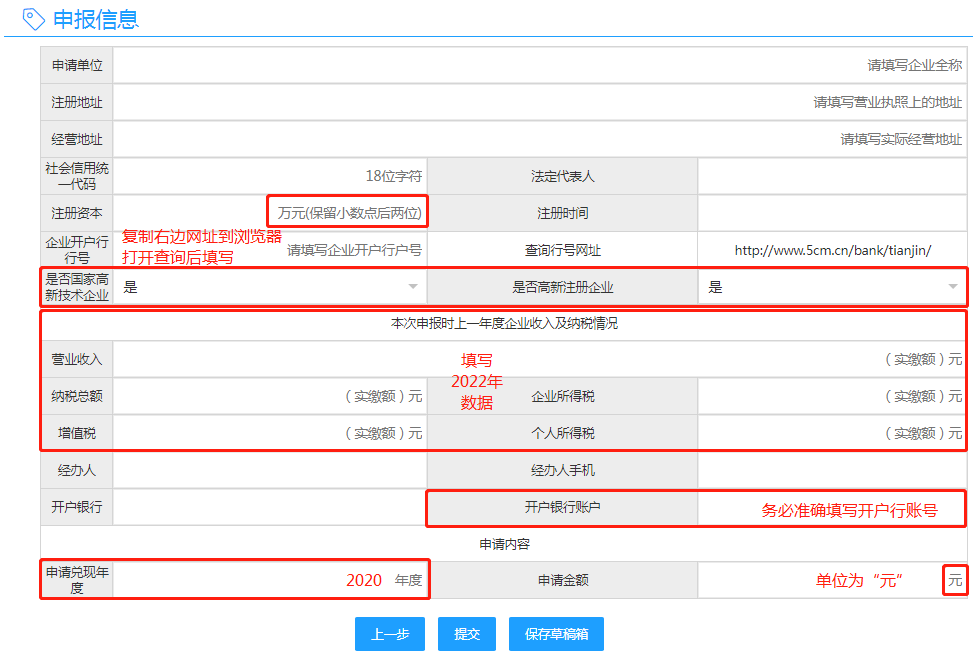 申报信息
申请单位 请填写企业全称
注册地址 请填写营业执照上的地址
经营地址 请填写实际经营地址
社会信用统一代码 18位字符 法定代表人
注册资本 万元(保留小数点后两位) 注册时间
企业开户行行号 复制右边网址到浏览器打开查询后填写 请填写企业开户行户号 查询行号网址 http://www.5cm.cn/bank/tianjin/
是否国家高新技术企业 是 是否高新注册企业 是
本次申报时上一年度企业收入及纳税情况
营业收入 填写2022年数据 （实缴额）元
纳税总额 （实缴额）元 企业所得税 （实缴额）元
增值税 （实缴额）元 个人所得税 （实缴额）元
经办人 经办人手机
开户银行 开户银行账户 务必准确填写开户行账号
申请内容
申请兑现年度 2020 年度 申请金额 单位为“元” 元
上一步 提交 保存草稿箱